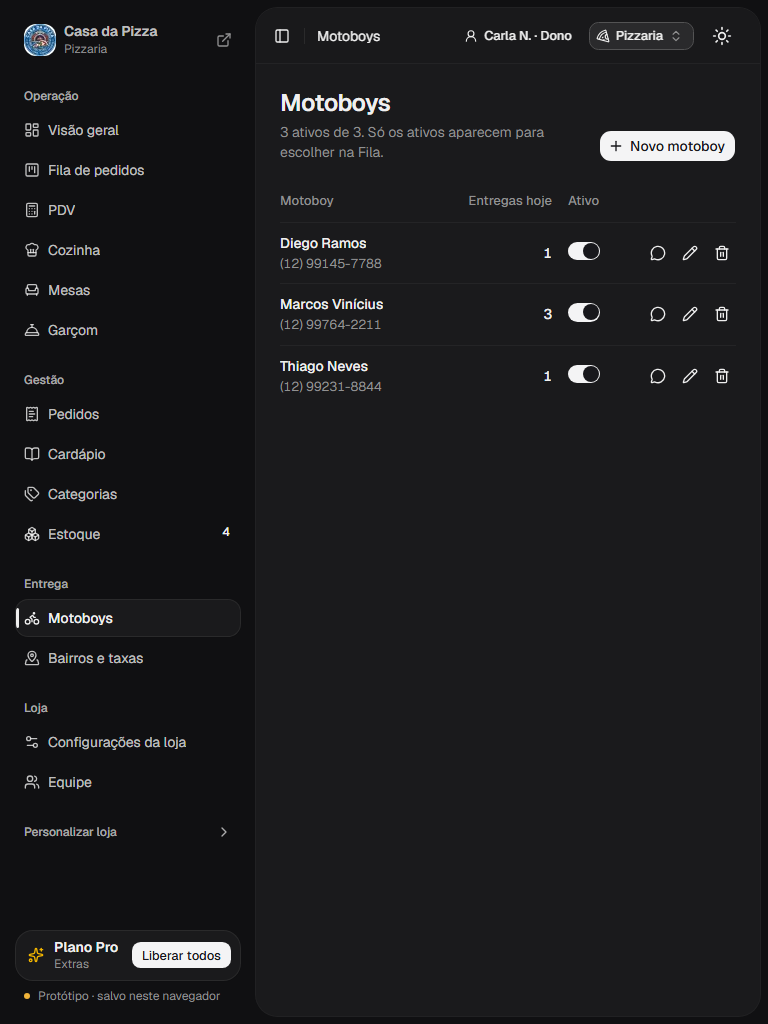 Casa da Pizza
Pizzaria
Operação
Visão geral
Fila de pedidos
PDV
Cozinha
Mesas
Garçom
Gestão
Pedidos
Cardápio
Categorias
Estoque 4
Entrega
Motoboys
Bairros e taxas
Loja
Configurações da loja
Equipe
Personalizar loja
Plano Pro
Extras
Liberar todos
Protótipo · salvo neste navegador
Motoboys
Carla N. · Dono
Pizzaria
Motoboys
3 ativos de 3. Só os ativos aparecem para
escolher na Fila.
Novo motoboy
Motoboy Entregas hoje Ativo
Diego Ramos
(12) 99145-7788
1
Marcos Vinícius
(12) 99764-2211
3
Thiago Neves
(12) 99231-8844
1